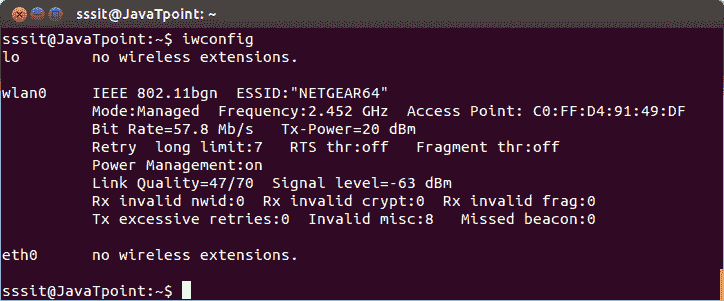 sssit@JavaTpoint: ~
sssit@JavaTpoint:~$ iwconfig
lo        no wireless extensions.
wlan0     IEEE 802.11bgn  ESSID:"NETGEAR64"
          Mode:Managed  Frequency:2.452 GHz  Access Point: C0:FF:D4:91:49:DF
          Bit Rate=57.8 Mb/s   Tx-Power=20 dBm
          Retry  long limit:7   RTS thr:off   Fragment thr:off
          Power Management:on
          Link Quality=47/70  Signal level=-63 dBm
          Rx invalid nwid:0  Rx invalid crypt:0  Rx invalid frag:0
          Tx excessive retries:0  Invalid misc:8   Missed beacon:0
eth0      no wireless extensions.
sssit@JavaTpoint:~$